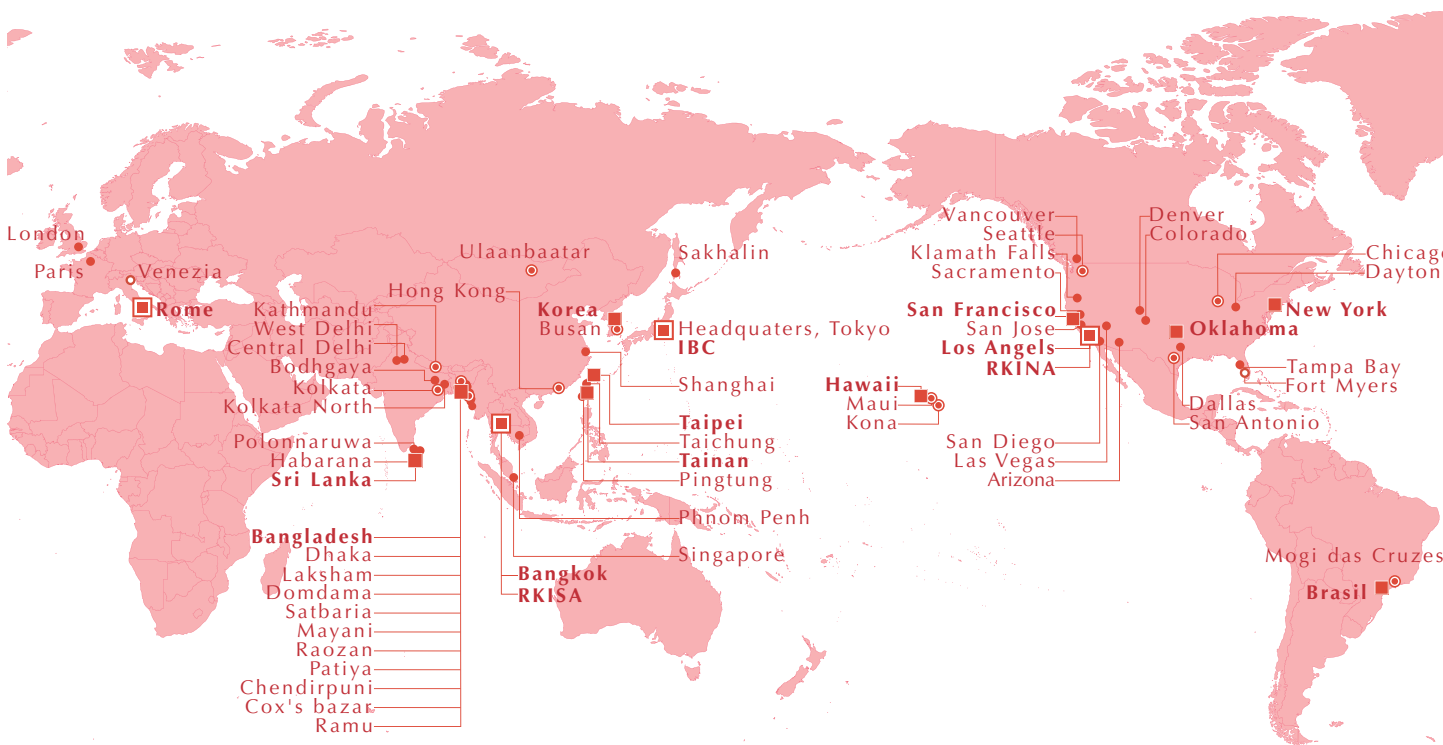 London
Paris
Venezia
Rome
Ulaanbaatar
Hong Kong
Kathmandu
West Delhi
Central Delhi
Bodhgaya
Kolkata
Kolkata North
Polonnaruwa
Habarana
Sri Lanka
Bangladesh
Dhaka
Laksham
Domdama
Satbaria
Mayani
Raozan
Patiya
Chendirpuni
Cox's bazar
Ramu
Sakhalin
Korea
Busan
Headquaters, Tokyo
IBC
Shanghai
Taipei
Taichung
Tainan
Pingtung
Phnom Penh
Singapore
Bangkok
RKISA
Vancouver
Seattle
Klamath Falls
Sacramento
San Francisco
San Jose
Los Angels
RKINA
Hawaii
Maui
Kona
San Diego
Las Vegas
Arizona
Denver
Colorado
Chicago
Dayton
New York
Oklahoma
Tampa Bay
Fort Myers
Dallas
San Antonio
Mogi das Cruzes
Brasil